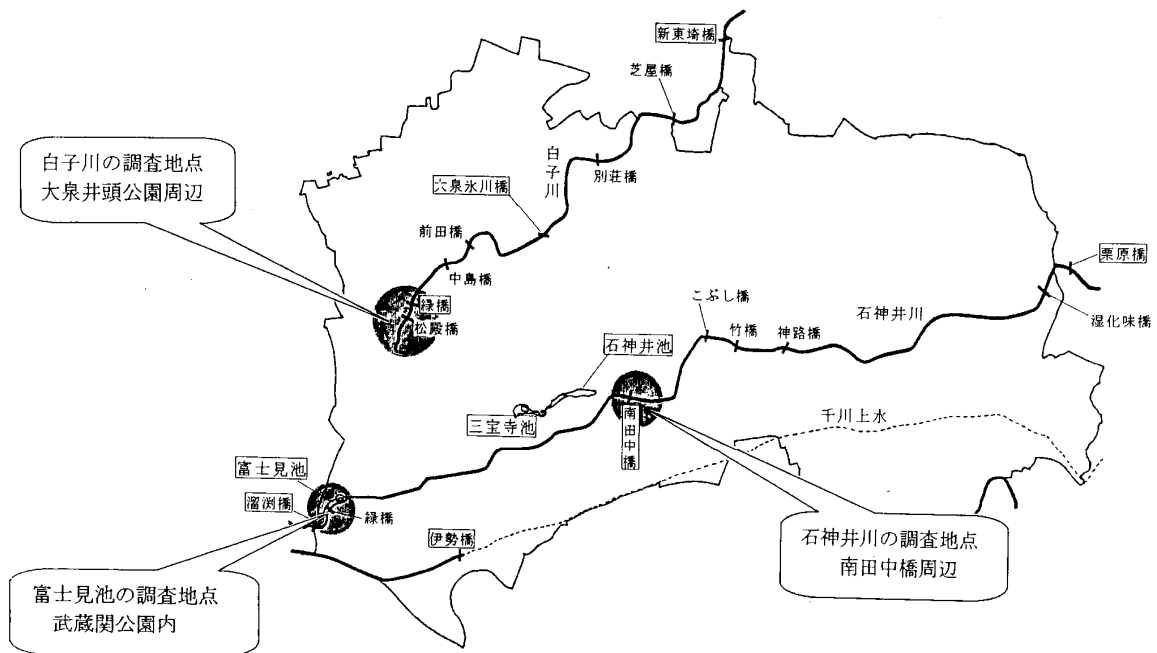 新東埼橋
芝屋橋
白子川の調査地点
大泉井頭公園周辺
白子川
別荘橋
六泉氷川橋
前田橋
中島橋
緑橋
松殿橋
栗原橋
こぶし橋
石神井川
湿化味橋
竹橋
神路橋
石神井池
三宝寺池
南田中橋
千川上水
富士見池
溜渕橋
緑橋
伊勢橋
石神井川の調査地点
南田中橋周辺
富士見池の調査地点
武蔵関公園内